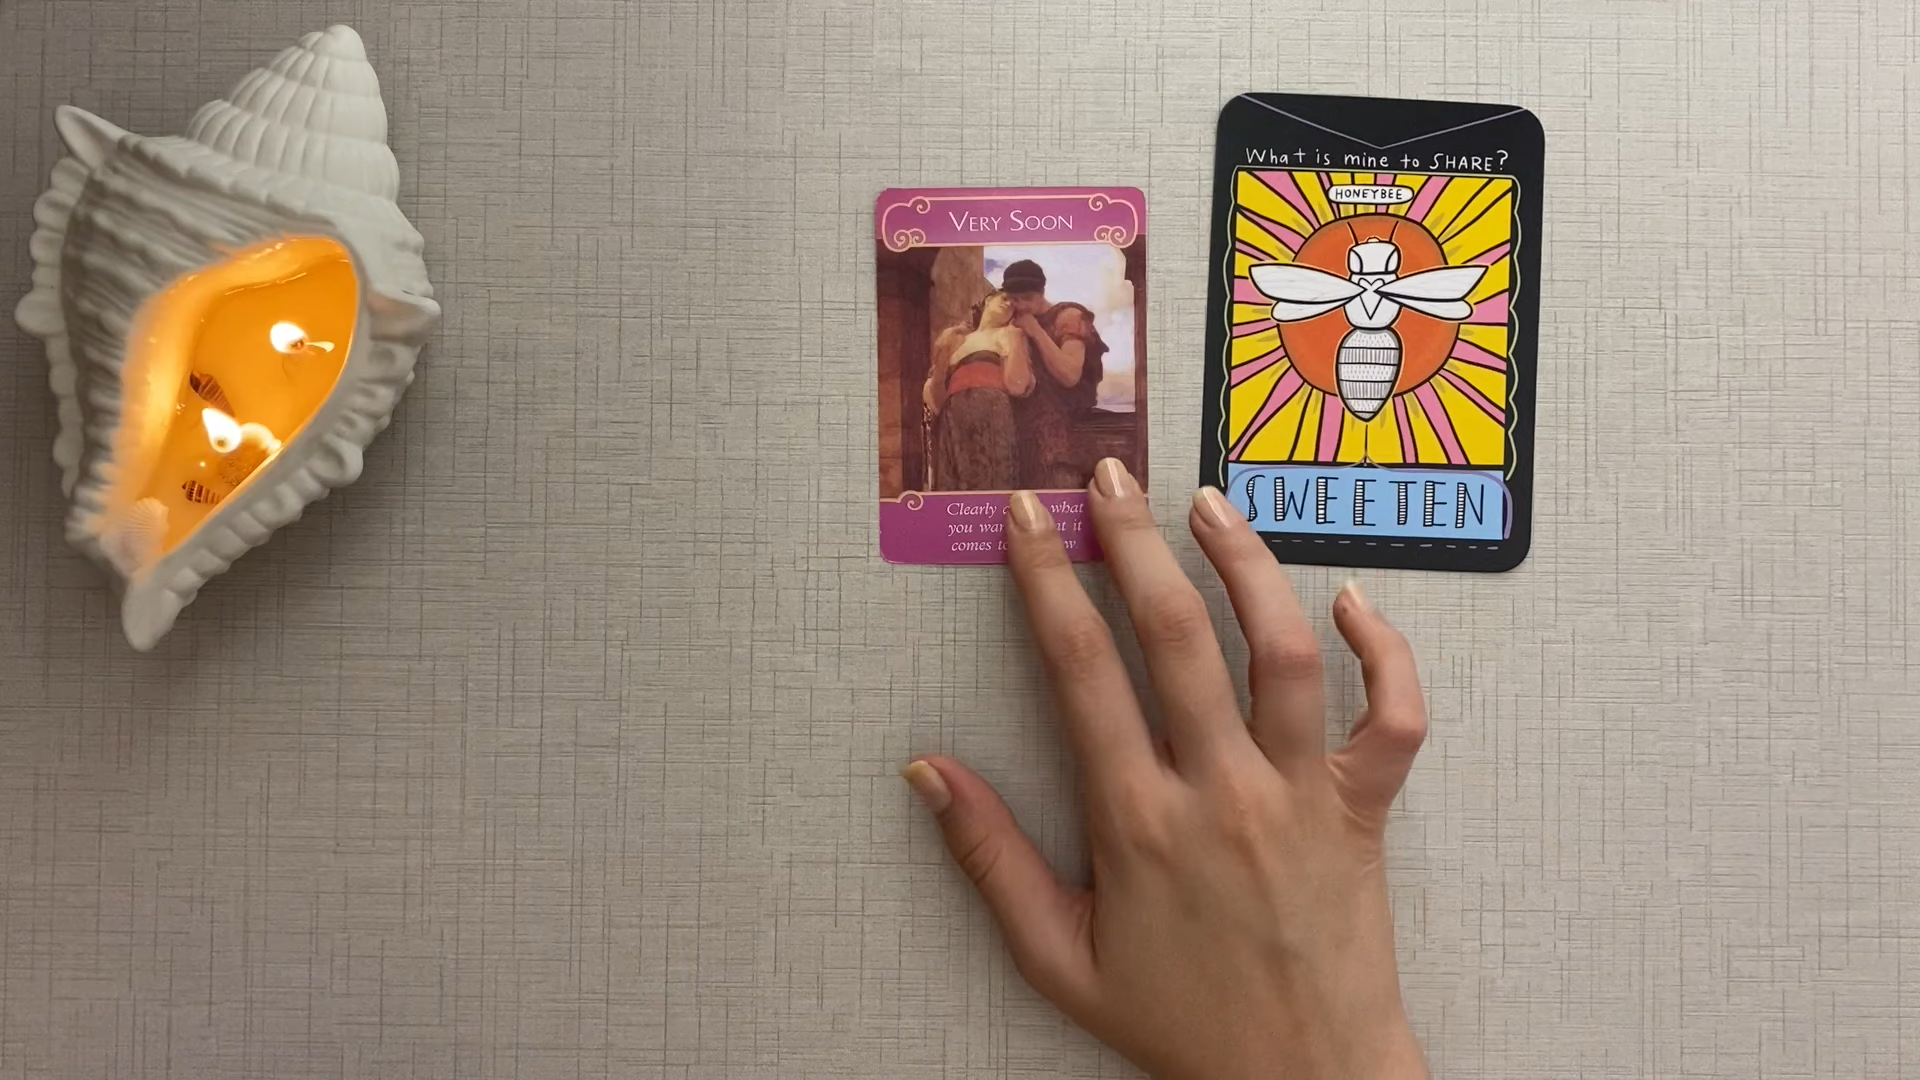 VERY SOON
Clearly what
you it
comes
What is mine to SHARE?
HONEYBEE
SWEETEN